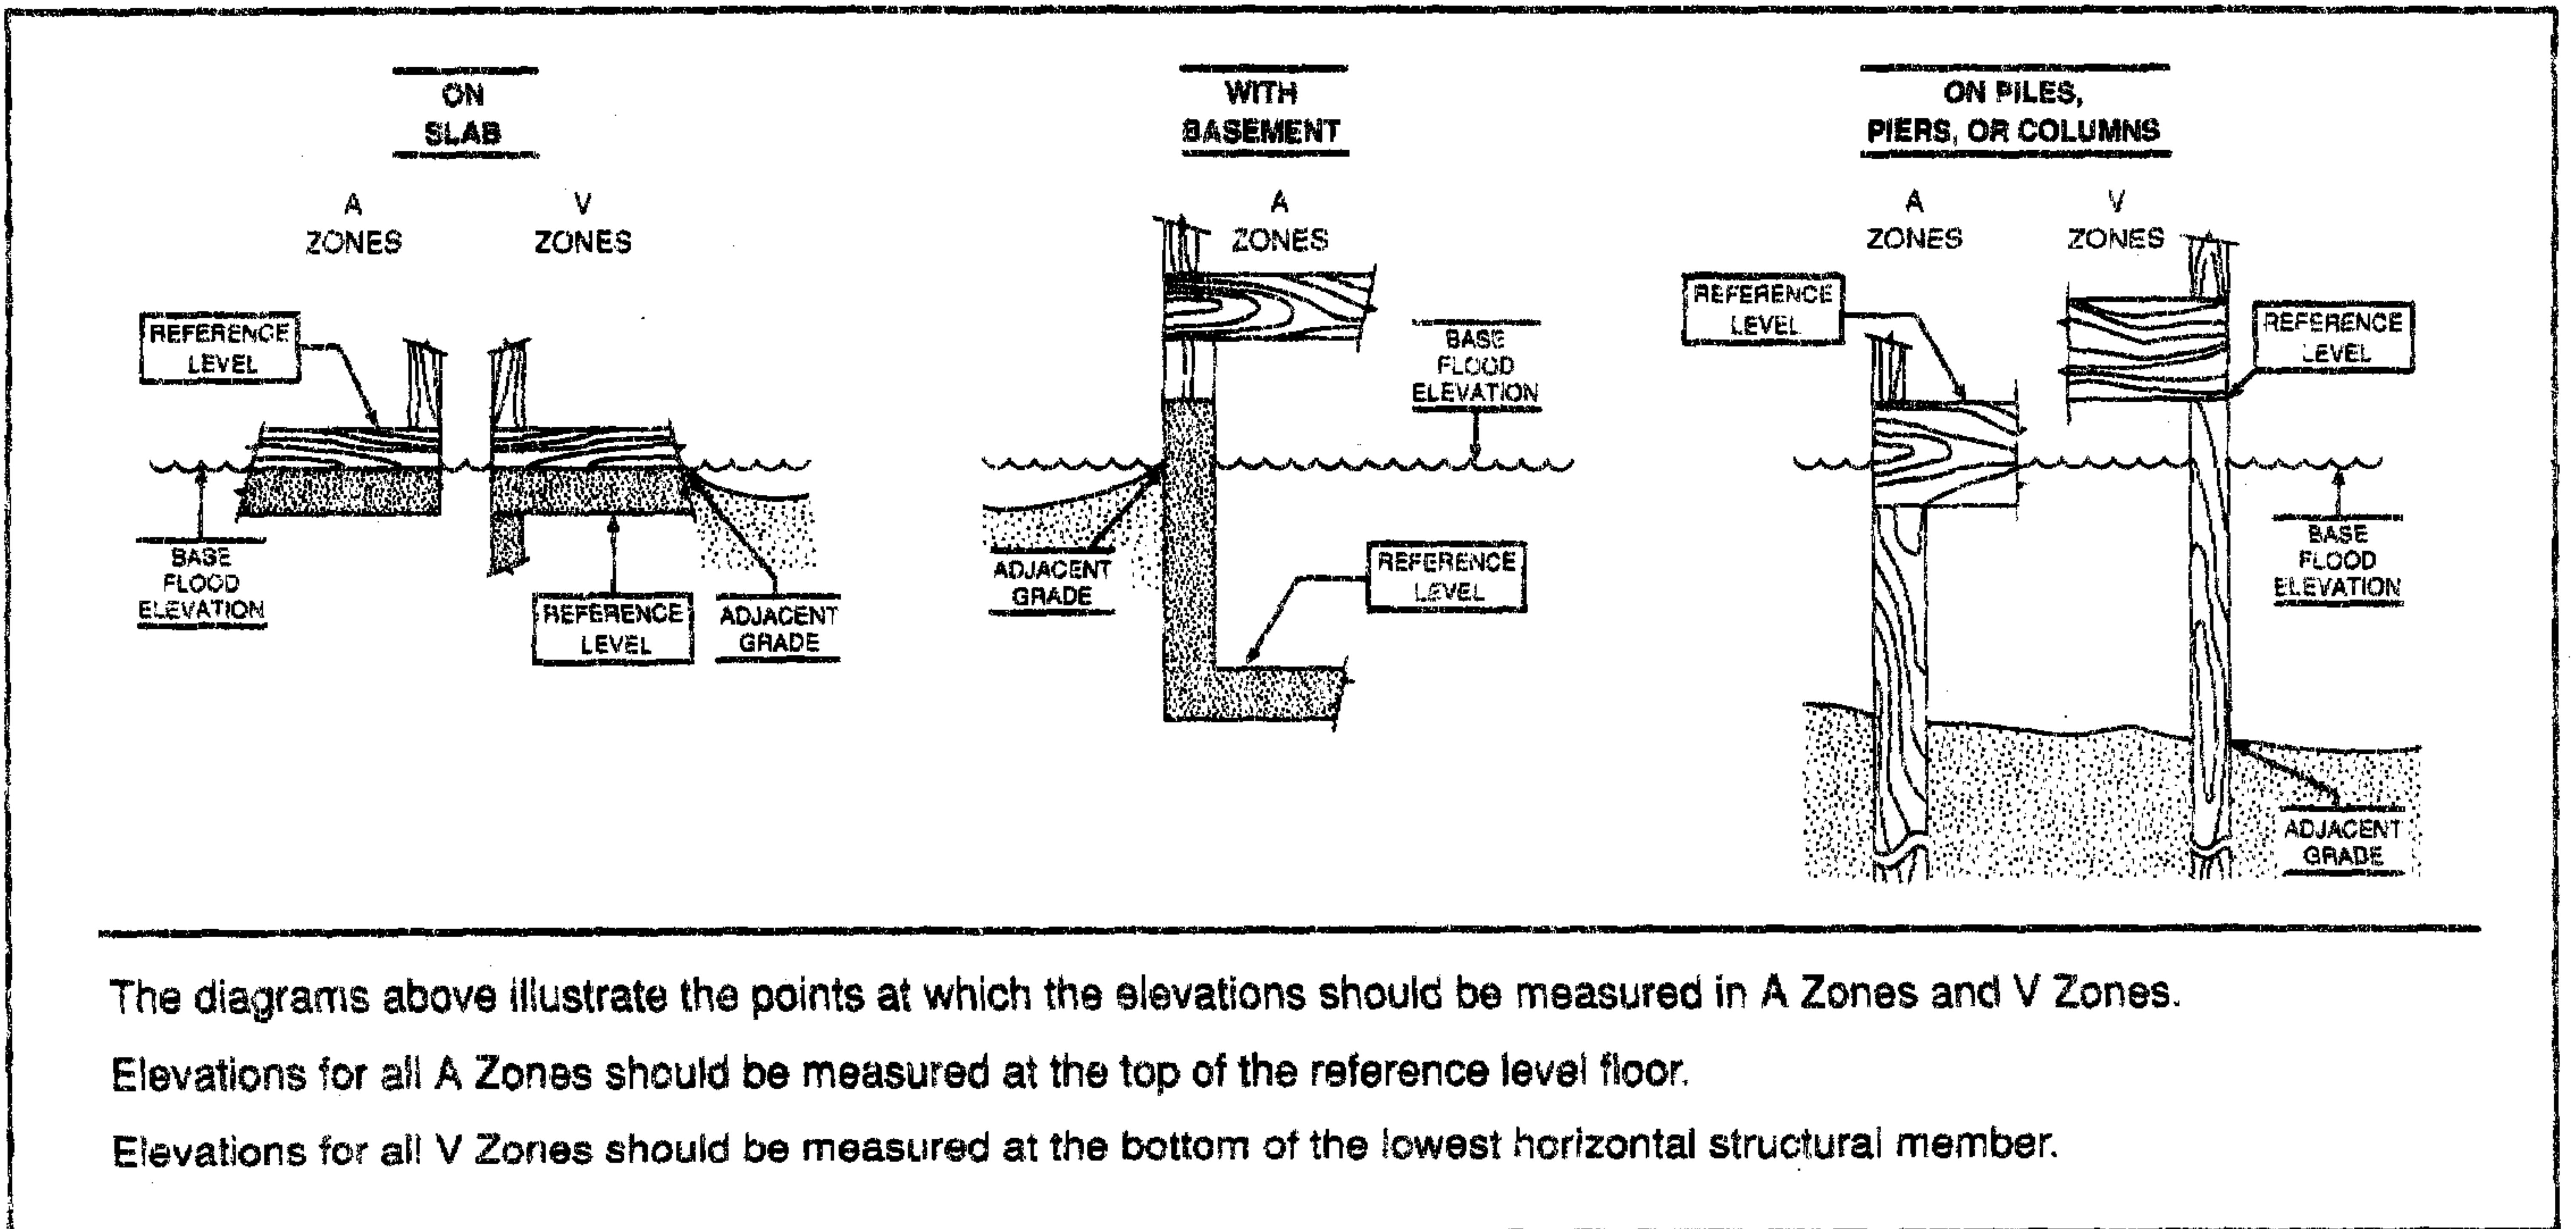 ON
SLAB
A
ZONES
V
ZONES
REFERENCE
LEVEL
BASE
FLOOD
ELEVATION
REFERENCE
LEVEL
ADJACENT
GRADE
WITH
BASEMENT
A
ZONES
BASE
FLOOD
ELEVATION
ADJACENT
GRADE
REFERENCE
LEVEL
ON PILES,
PIERS, OR COLUMNS
A
ZONES
V
ZONES
REFERENCE
LEVEL
REFERENCE
LEVEL
BASE
FLOOD
ELEVATION
ADJACENT
GRADE
The diagrams above illustrate the points at which the elevations should be measured in A Zones and V Zones.
Elevations for all A Zones should be measured at the top of the reference level floor.
Elevations for all V Zones should be measured at the bottom of the lowest horizontal structural member.